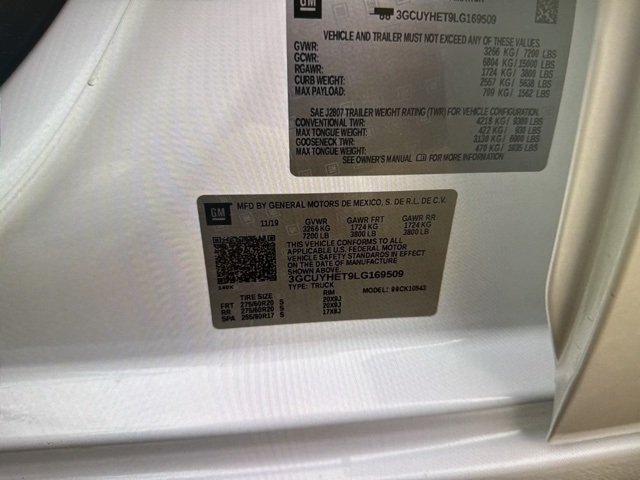 GM
3GCUYHET9LG169509
VEHICLE AND TRAILER MUST NOT EXCEED ANY OF THESE WEIGHTS.
GVWR: 3266 KG / 7200 LBS
GCWR: 6804 KG / 15000 LBS
RGAWR: 1724 KG / 3800 LBS
CURB WEIGHT: 2557 KG / 5638 LBS
MAX PAYLOAD: 709 KG / 1562 LBS
SAE J2807 TRAILER WEIGHT RATING (TWR) FOR VEHICLE CONFIGURATION.
CONVENTIONAL TWR: 4218 KG / 9300 LBS
MAX TONGUE WEIGHT: 422 KG / 930 LBS
GOOSENECK TWR:
MAX TONGUE WEIGHT:
SEE OWNER'S MANUAL FOR MORE INFORMATION
GM MFD BY GENERAL MOTORS DE MEXICO, S. DE R.L. DE C.V.
11/19 GVWR GAWR FRT GAWR RR
3266 KG 1724 KG 1724 KG
7200 LB 3800 LB 3800 LB
THIS VEHICLE CONFORMS TO ALL
APPLICABLE U.S. FEDERAL MOTOR
VEHICLE SAFETY STANDARDS IN EFFECT
ON THE DATE OF MANUFACTURE
3GCUYHET9LG169509
TYPE: TRUCK MODEL:
TIRE SIZE RIM
FRT 275/60R20 S 20X9J
RR 275/60R20 S 20X9J
SPA 255/80R17 S 17X8J